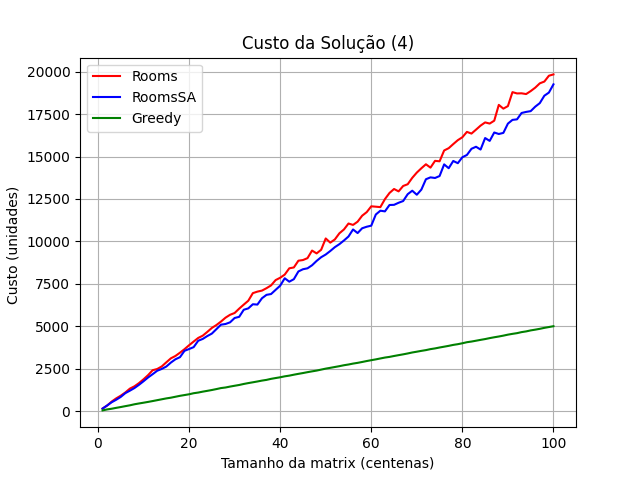 Custo da Solução (4)
Rooms
RoomsSA
Greedy
20000
17500
15000
12500
10000
7500
5000
2500
0
Custo (unidades)
0 20 40 60 80 100
Tamanho da matrix (centenas)